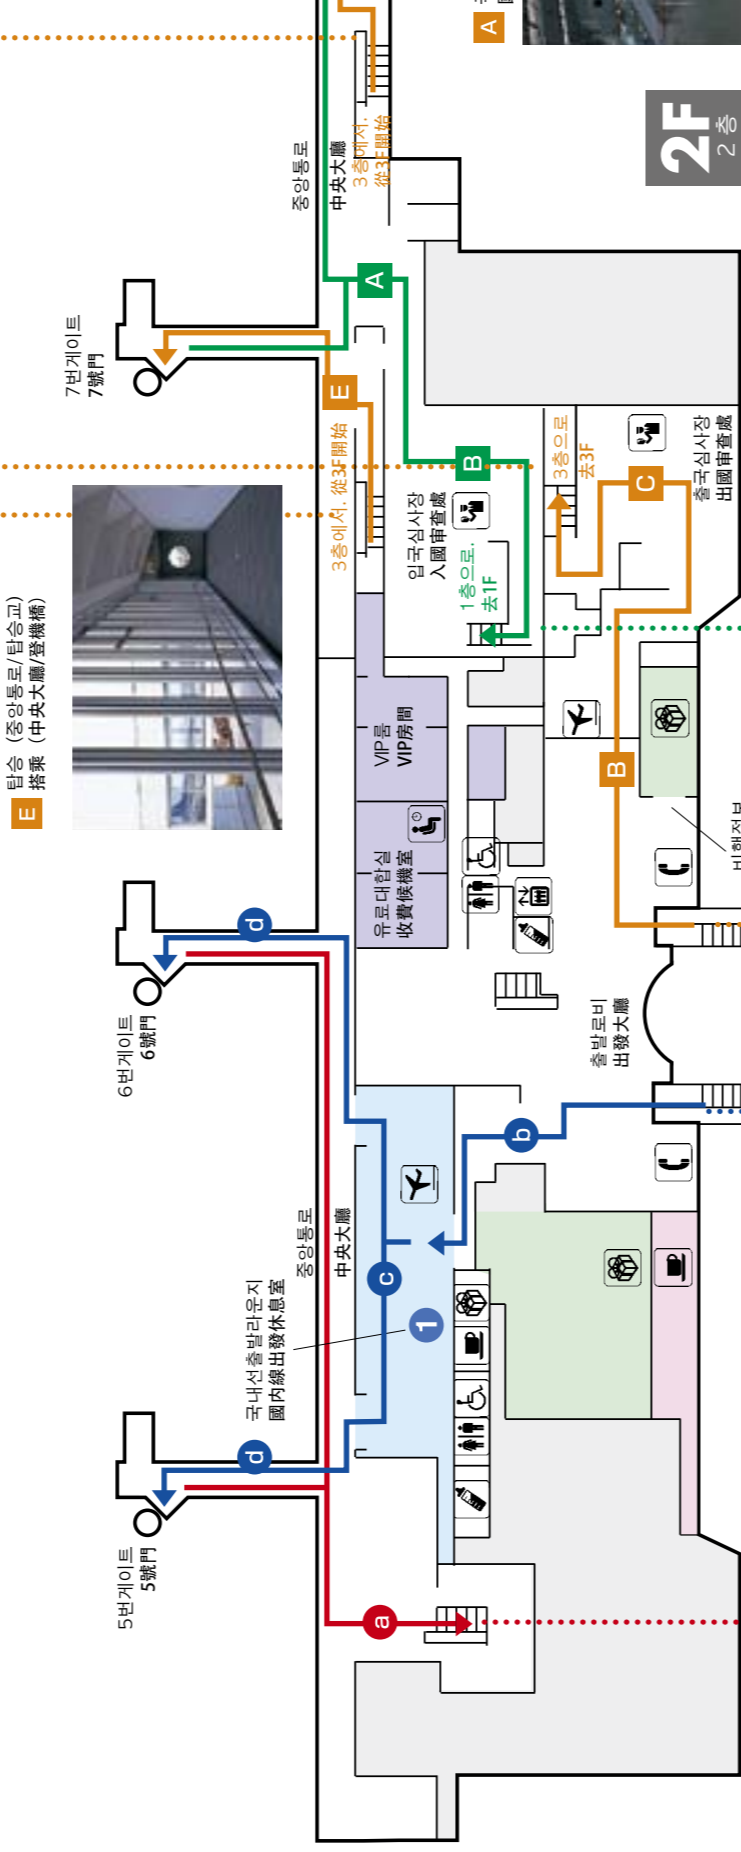 E 탑승 (중앙통로/탑승교)
搭乘 (中央大廳/登機橋)
A
2F
2 층
5번게이트
5號門
6번게이트
6號門
7번게이트
7號門
국내선출발라운지
國內線出發休息室
중앙통로
中央大廳
중앙통로
中央大廳
3층에서.
從3F開始
3층에서. 從3F開始
d
d
E
A
a
c
1
b
유료대합실
收費候機室
VIP룸
VIP房間
입국심사장
入國審查處
B
1층으로.
去1F
3층으로
去3F
C
출국심사장
出國審查處
B
출발로비
出發大廳